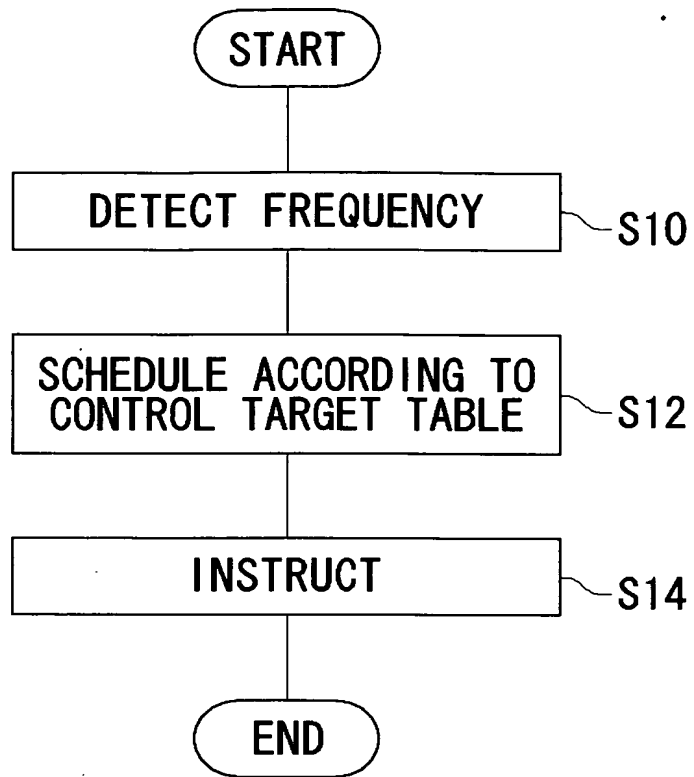 START
DETECT FREQUENCY
S10
SCHEDULE ACCORDING TO
CONTROL TARGET TABLE
S12
INSTRUCT
S14
END